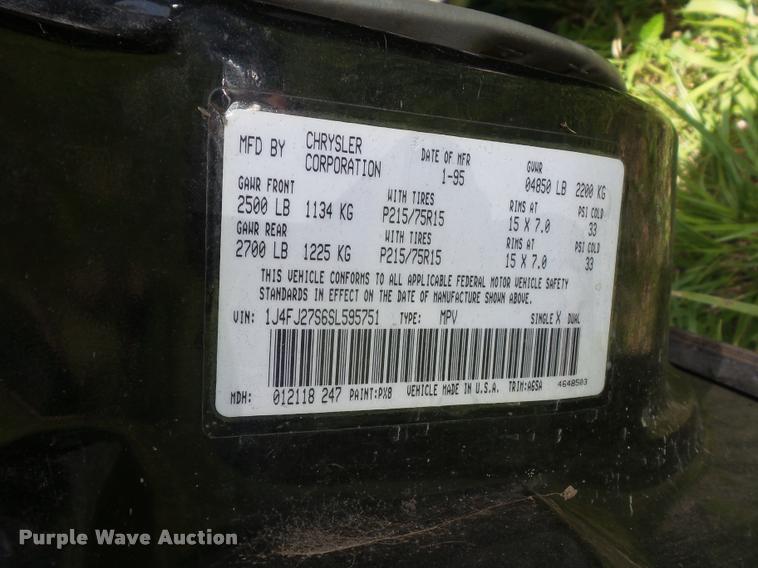 MFD BY CHRYSLER CORPORATION DATE OF MFR 1-95 GVWR 04850 LB 2200 KG
GAWR FRONT WITH TIRES RIMS AT PSI COLD
2500 LB 1134 KG P215/75R15 15 X 7.0 33
GAWR REAR WITH TIRES RIMS AT PSI COLD
2700 LB 1225 KG P215/75R15 15 X 7.0 33
THIS VEHICLE CONFORMS TO ALL APPLICABLE FEDERAL MOTOR VEHICLE SAFETY
STANDARDS IN EFFECT ON THE DATE OF MANUFACTURE SHOWN ABOVE.
VIN: 1J4FJ27S6SL595751 TYPE: MPV SINGLE X DUAL
MDH: 012118 247 PAINT:PX8 VEHICLE MADE IN U.S.A. TRIM:A6SA 4648503
Purple Wave Auction